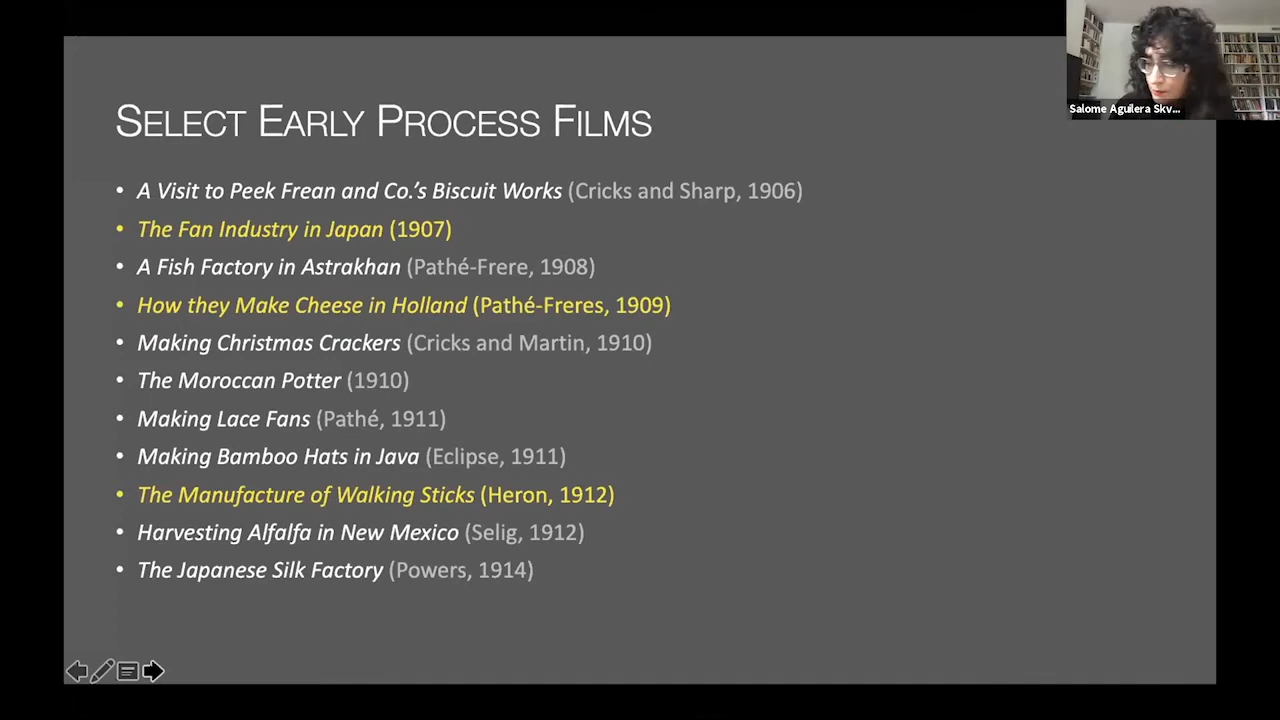 Salome Aguilera Skv...
SELECT EARLY PROCESS FILMS
• A Visit to Peek Frean and Co.’s Biscuit Works (Cricks and Sharp, 1906)
• The Fan Industry in Japan (1907)
• A Fish Factory in Astrakhan (Pathé-Frere, 1908)
• How they Make Cheese in Holland (Pathé-Freres, 1909)
• Making Christmas Crackers (Cricks and Martin, 1910)
• The Moroccan Potter (1910)
• Making Lace Fans (Pathé, 1911)
• Making Bamboo Hats in Java (Eclipse, 1911)
• The Manufacture of Walking Sticks (Heron, 1912)
• Harvesting Alfalfa in New Mexico (Selig, 1912)
• The Japanese Silk Factory (Powers, 1914)